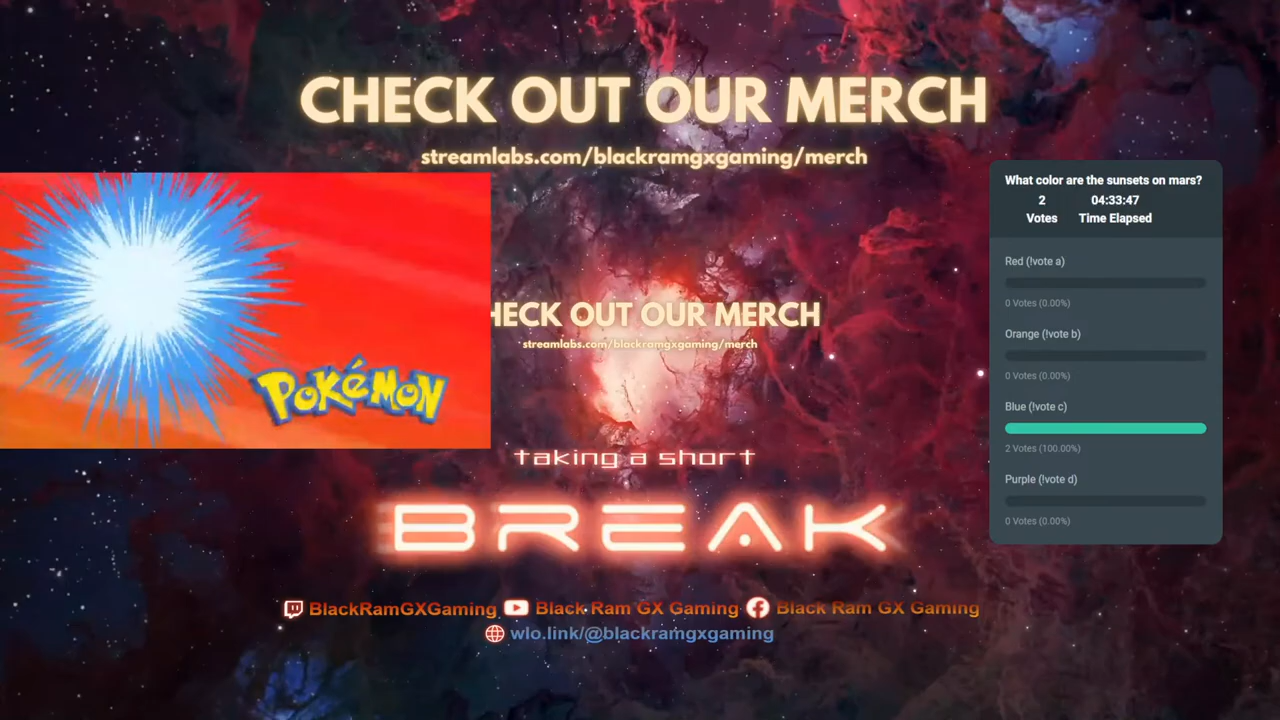 CHECK OUT OUR MERCH
streamlabs.com/blackramgxgaming/merch
POKéMON
HECK OUT OUR MERCH
streamlabs.com/blackramgxgaming/merch
taking a short
BREAK
BlackRamGXGaming Black Ram GX Gaming Black Ram GX Gaming
wlo.link/@blackramgxgaming
What color are the sunsets on mars?
2 04:33:47
Votes Time Elapsed
Red (!vote a)
0 Votes (0.00%)
Orange (!vote b)
0 Votes (0.00%)
Blue (!vote c)
2 Votes (100.00%)
Purple (!vote d)
0 Votes (0.00%)